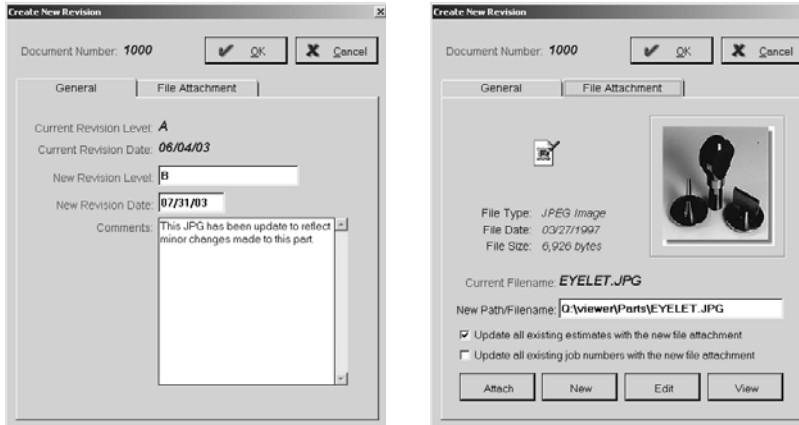 Create New Revision
Document Number: 1000
OK
Cancel
General
File Attachment
Current Revision Level: A
Current Revision Date: 06/04/03
New Revision Level: B
New Revision Date: 07/31/03
Comments: This JPG has been update to reflect
minor changes made to this part.
Create New Revision
Document Number: 1000
OK
Cancel
General
File Attachment
File Type: JPEG Image
File Date: 03/27/1997
File Size: 6,926 bytes
Current Filename: EYELET.JPG
New Path/Filename: Q:\viewer\Parts\EYELET.JPG
Update all existing estimates with the new file attachment
Update all existing job numbers with the new file attachment
Attach
New
Edit
View